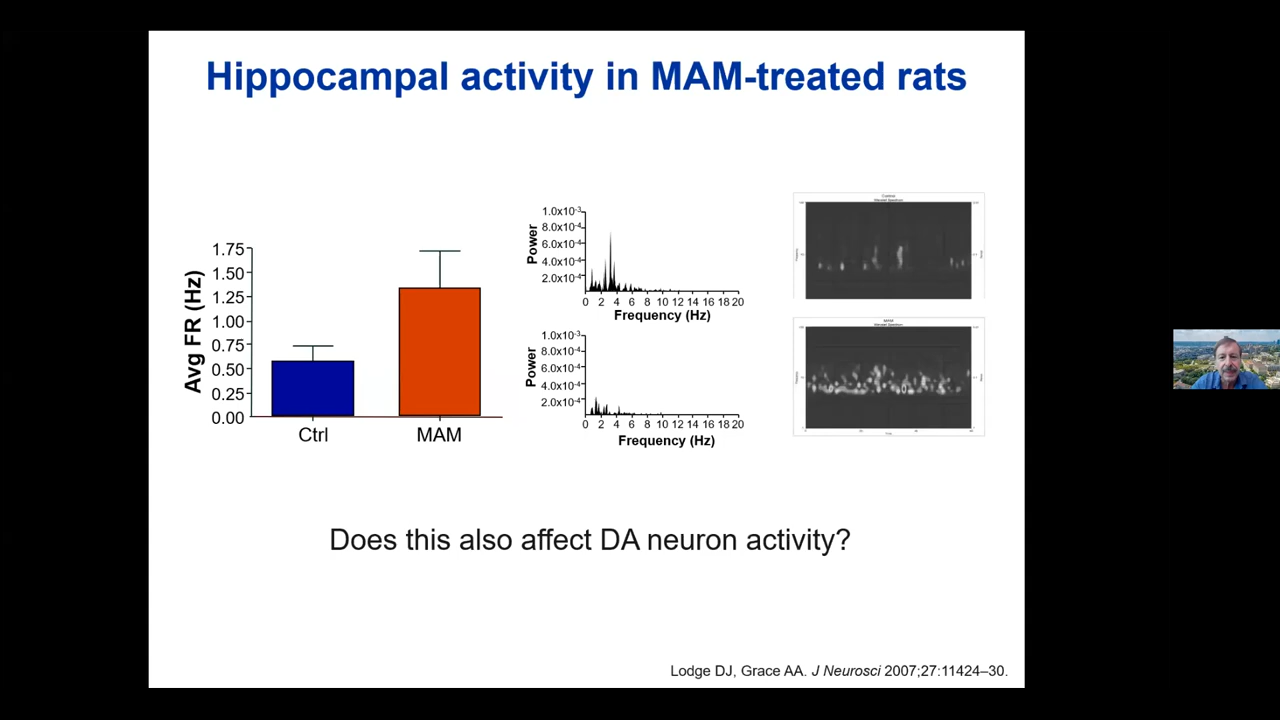 Hippocampal activity in MAM-treated rats
Avg FR (Hz)
1.75
1.50
1.25
1.00
0.75
0.50
0.25
0.00
Ctrl MAM
Power
1.0x10-3
8.0x10-4
6.0x10-4
4.0x10-4
2.0x10-4
0 2 4 6 8 10 12 14 16 18 20
Frequency (Hz)
Power
1.0x10-3
8.0x10-4
6.0x10-4
4.0x10-4
2.0x10-4
0 2 4 6 8 10 12 14 16 18 20
Frequency (Hz)
Control
MAM
Does this also affect DA neuron activity?
Lodge DJ, Grace AA. J Neurosci 2007;27:11424–30.